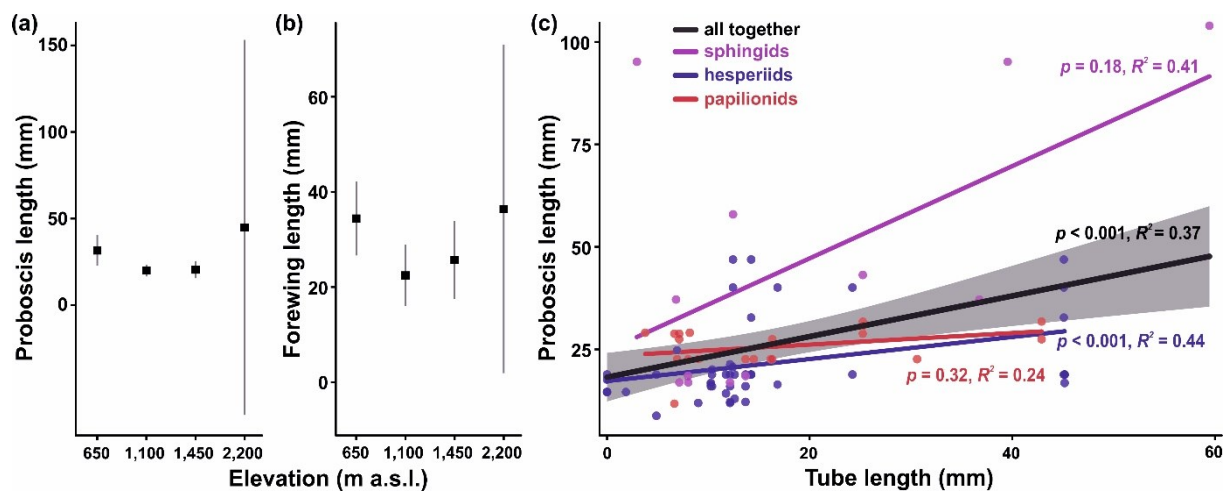 (a)
Proboscis length (mm)
150
100
50
0
650
1,100
1,450
2,200
(b)
Forewing length (mm)
60
40
20
0
650
1,100
1,450
2,200
Elevation (m a.s.l.)
(c)
Proboscis length (mm)
100
75
50
25
all together
sphingids
hesperiids
papilionids
p = 0.18, R² = 0.41
p < 0.001, R² = 0.37
p < 0.001, R² = 0.44
p = 0.32, R² = 0.24
0
20
40
60
Tube length (mm)